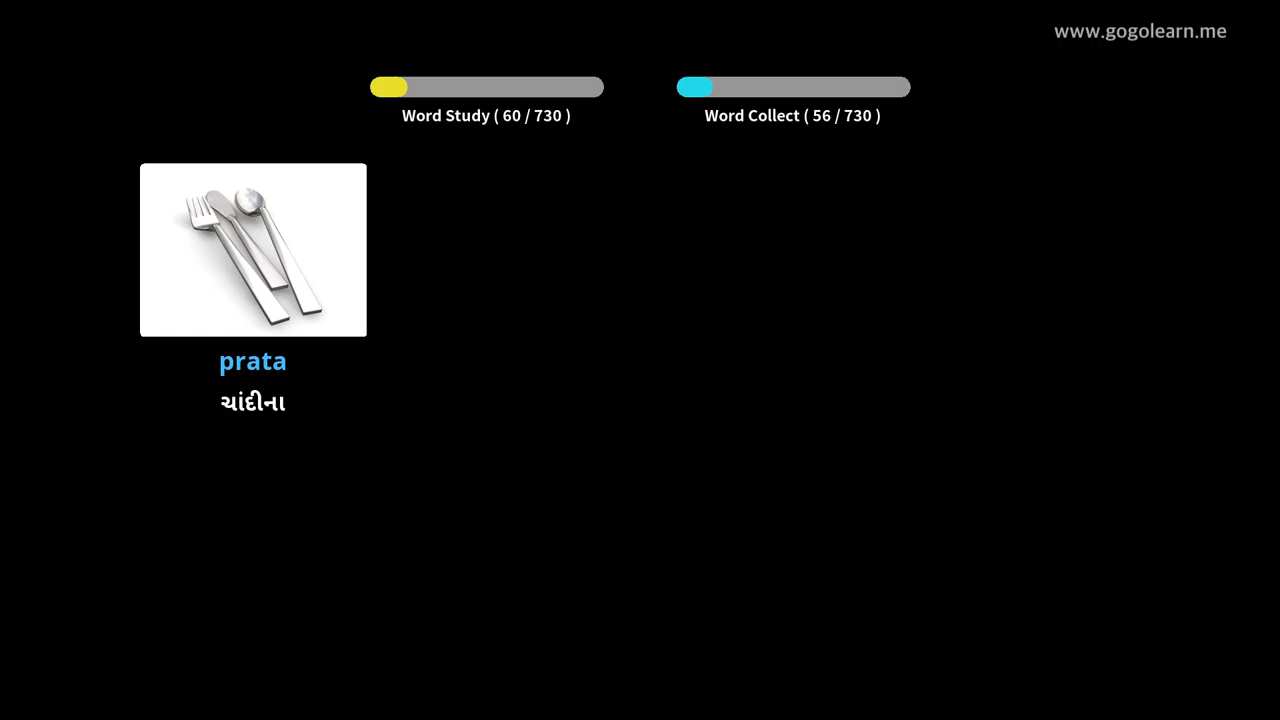 www.gogolearn.me
Word Study ( 60 / 730 )
Word Collect ( 56 / 730 )
prata
ચાંદીના